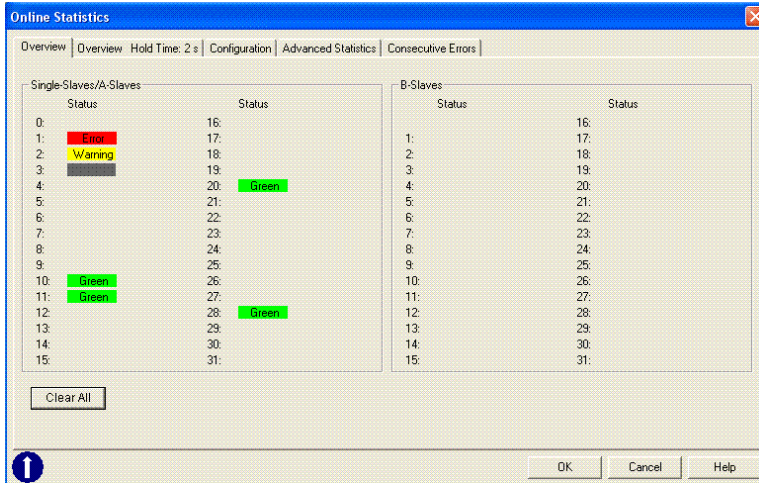 Online Statistics
Overview Overview Hold Time: 2 s Configuration Advanced Statistics Consecutive Errors
Single-Slaves/A-Slaves
Status Status
0: 16:
1: Error 17:
2: Warning 18:
3: 19:
4: 20: Green
5: 21:
6: 22:
7: 23:
8: 24:
9: 25:
10: Green 26:
11: Green 27:
12: 28: Green
13: 29:
14: 30:
15: 31:
B-Slaves
Status Status
16:
1: 17:
2: 18:
3: 19:
4: 20:
5: 21:
6: 22:
7: 23:
8: 24:
9: 25:
10: 26:
11: 27:
12: 28:
13: 29:
14: 30:
15: 31:
Clear All
OK Cancel Help